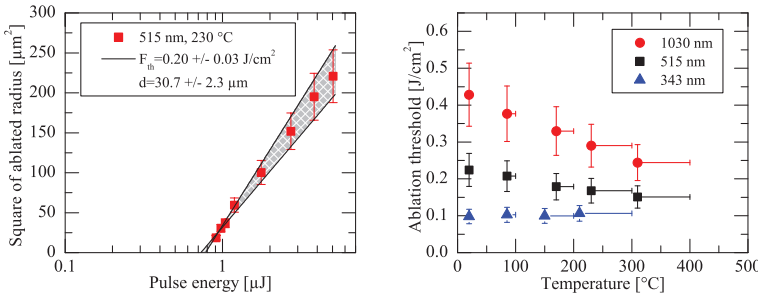 300
250
200
150
100
50
0
0.1
1
10
Square of ablated radius [µm²]
Pulse energy [µJ]
515 nm, 230 °C
Fth=0.20 +/- 0.03 J/cm²
d=30.7 +/- 2.3 µm
0.6
0.5
0.4
0.3
0.2
0.1
0.0
0
100
200
300
400
500
Ablation threshold [J/cm²]
Temperature [°C]
1030 nm
515 nm
343 nm